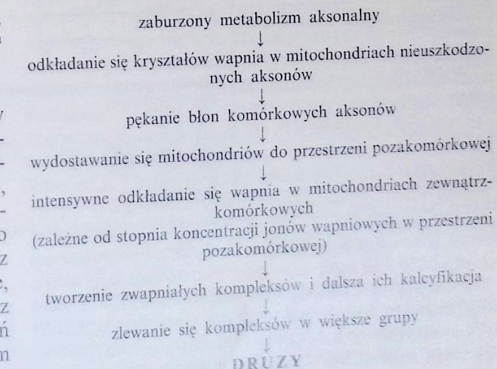 zaburzony metabolizm aksonalny
↓
odkładanie się kryształów wapnia w mitochondriach nieuszkodzo-
nych aksonów
↓
pękanie błon komórkowych aksonów
↓
wydostawanie się mitochondriów do przestrzeni pozakomórkowej
↓
intensywne odkładanie się wapnia w mitochondriach zewnątrz-
komórkowych
(zależne od stopnia koncentracji jonów wapniowych w przestrzeni
pozakomórkowej)
↓
tworzenie zwapniałych kompleksów i dalsza ich kalcyfikacja
↓
zlewanie się kompleksów w większe grupy
↓
DRUZY